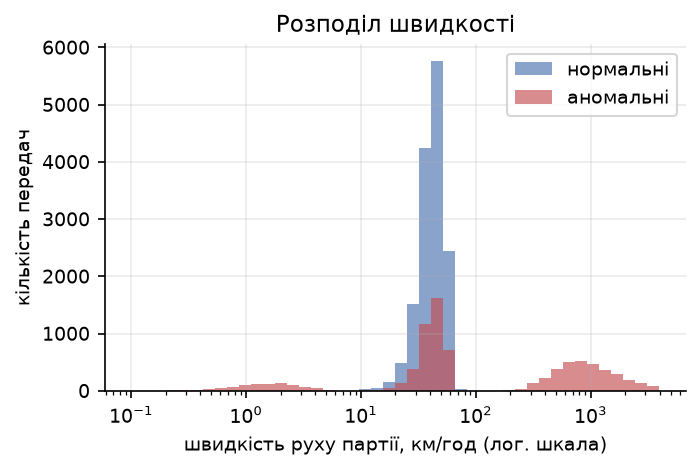 Розподіл швидкості
нормальні
аномальні
6000
5000
4000
3000
2000
1000
0
кількість передач
10⁻¹ 10⁰ 10¹ 10² 10³
швидкість руху партії, км/год (лог. шкала)